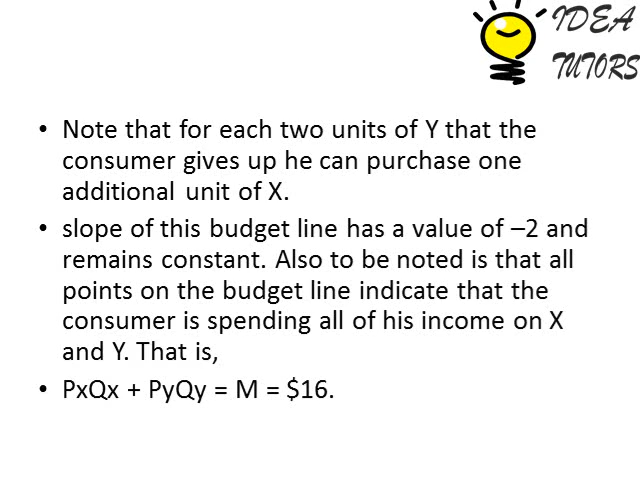 IDEA
TUTORS
• Note that for each two units of Y that the
consumer gives up he can purchase one
additional unit of X.
• slope of this budget line has a value of –2 and
remains constant. Also to be noted is that all
points on the budget line indicate that the
consumer is spending all of his income on X
and Y. That is,
• PxQx + PyQy = M = $16.